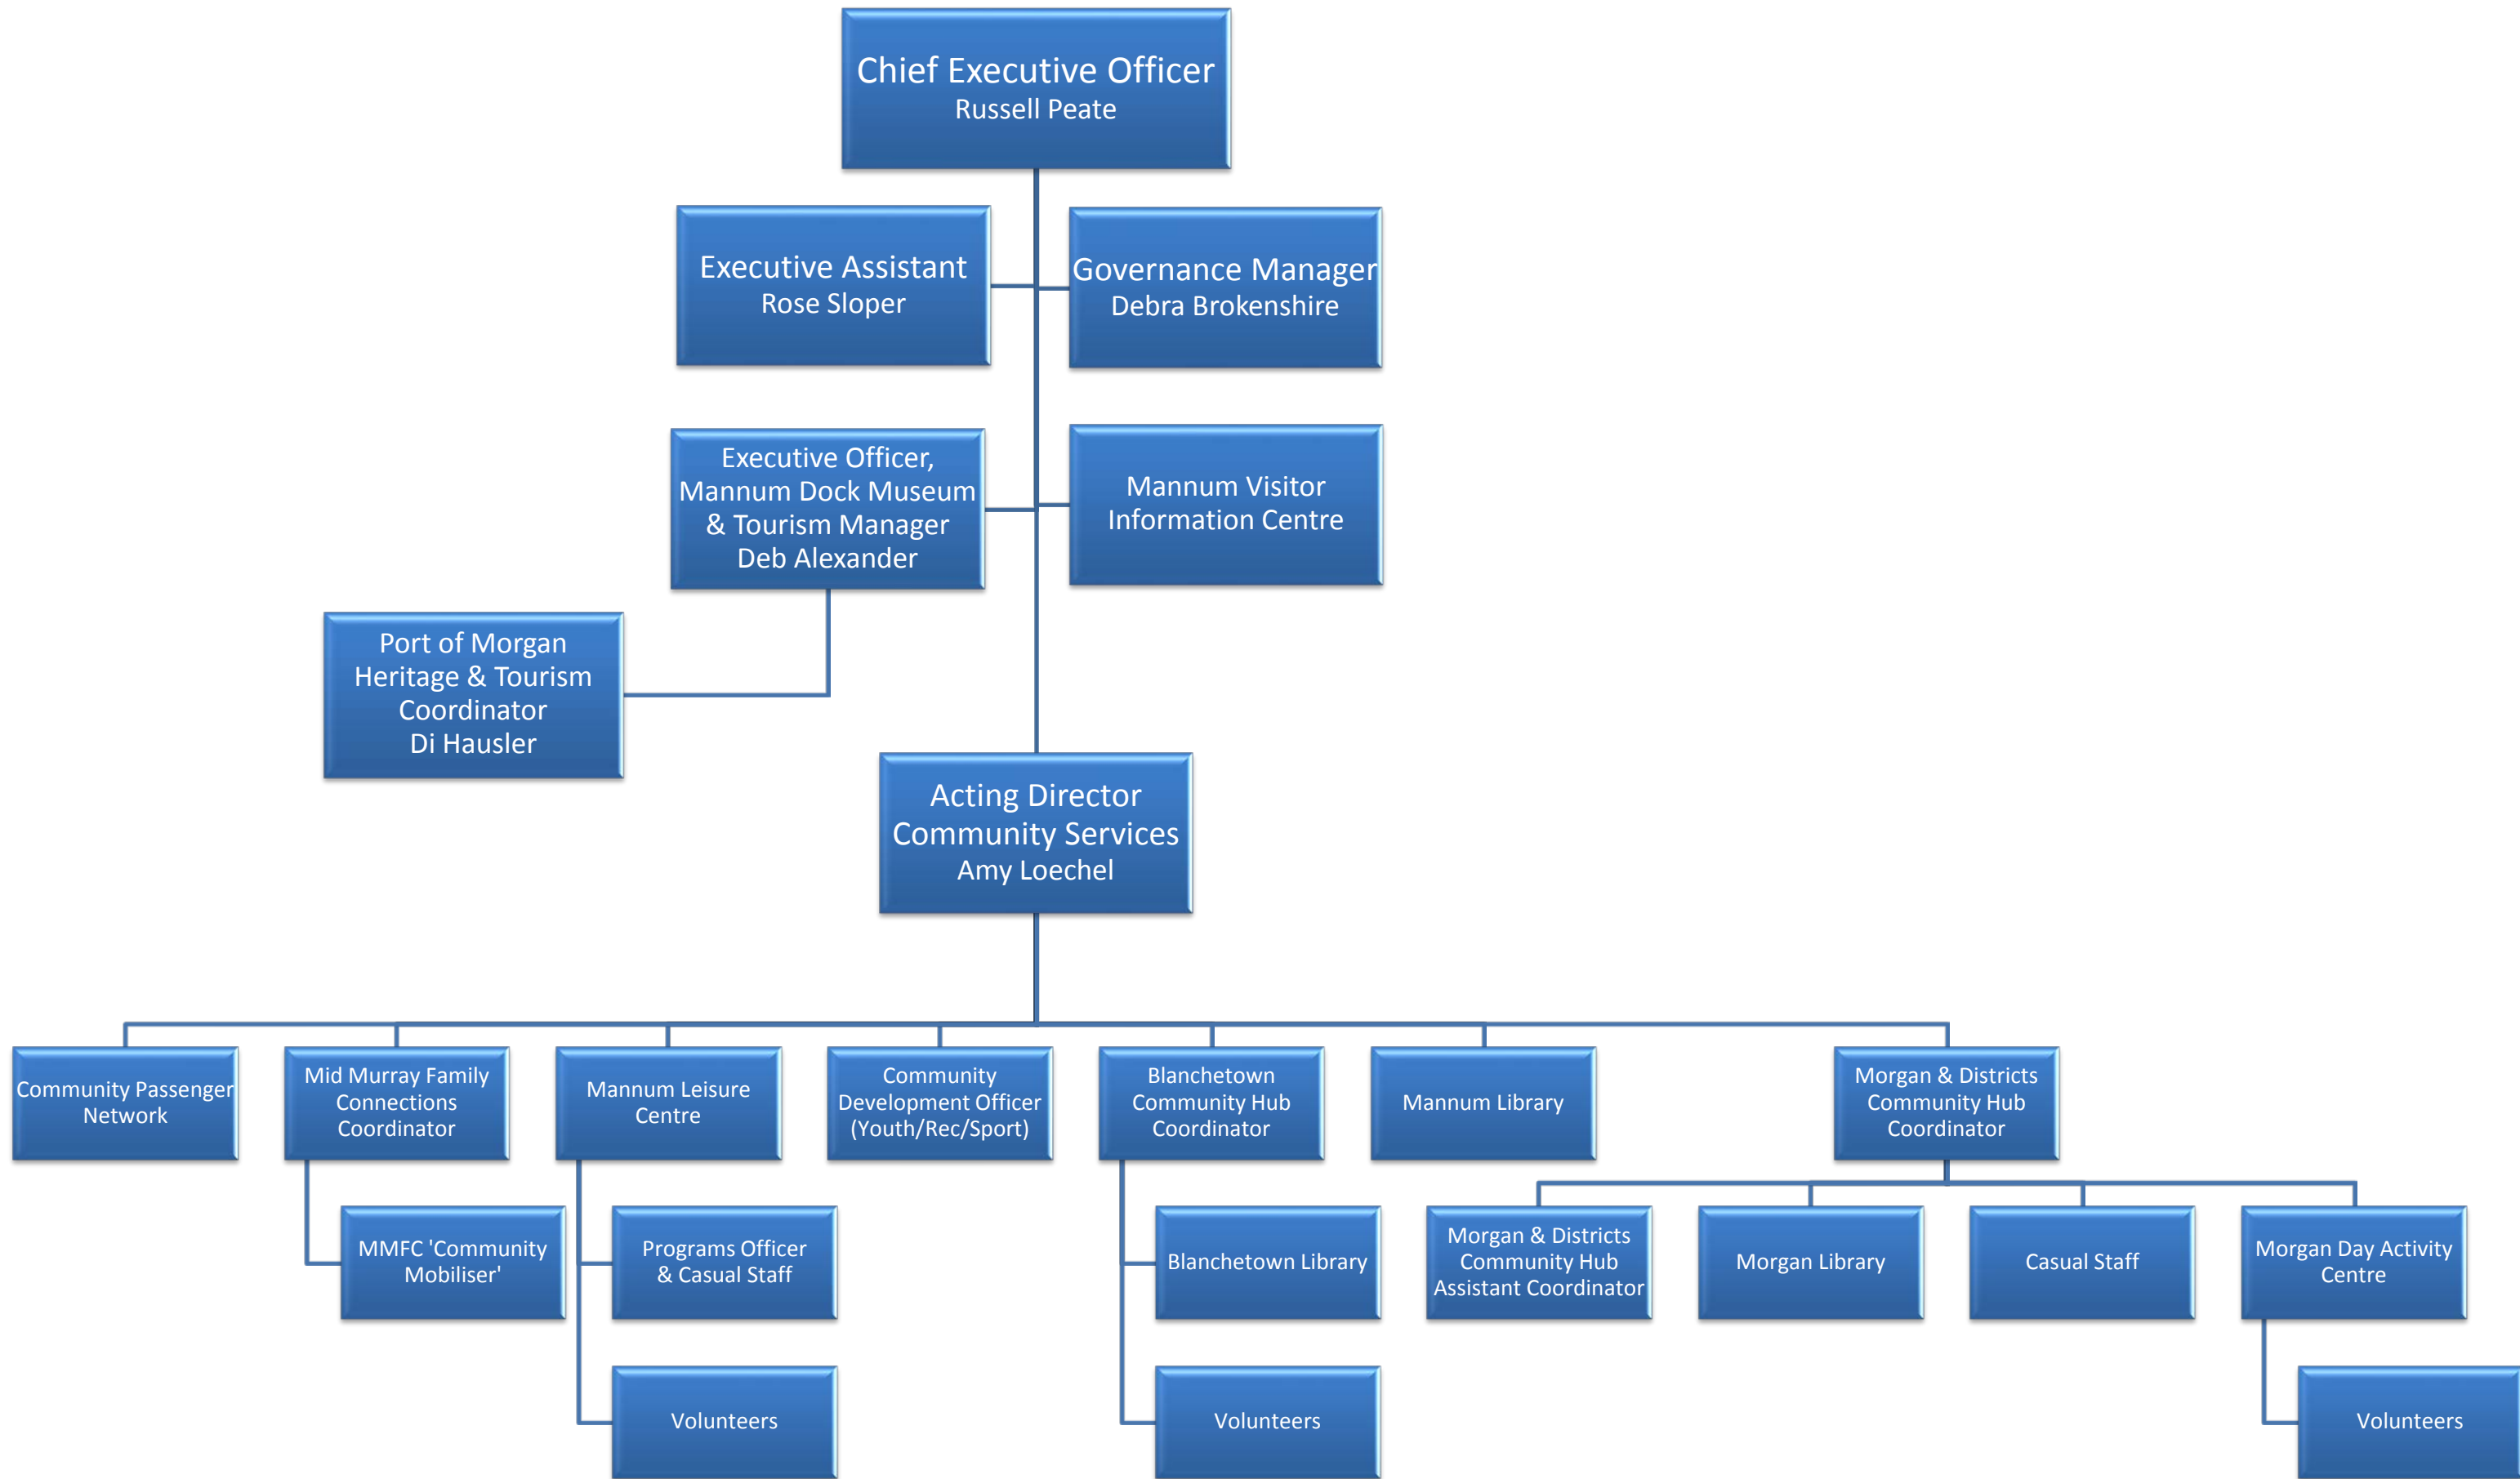 Chief Executive Officer
Russell Peate
Executive Assistant
Rose Sloper
Governance Manager
Debra Brokenshire
Executive Officer,
Mannum Dock Museum
& Tourism Manager
Deb Alexander
Mannum Visitor
Information Centre
Port of Morgan
Heritage & Tourism
Coordinator
Di Hausler
Acting Director
Community Services
Amy Loechel
Community Passenger
Network
Mid Murray Family
Connections
Coordinator
Mannum Leisure
Centre
Community
Development Officer
(Youth/Rec/Sport)
Blanchetown
Community Hub
Coordinator
Mannum Library
Morgan & Districts
Community Hub
Coordinator
MMFC 'Community
Mobiliser'
Programs Officer
& Casual Staff
Blanchetown Library
Morgan & Districts
Community Hub
Assistant Coordinator
Morgan Library
Casual Staff
Morgan Day Activity
Centre
Volunteers
Volunteers
Volunteers